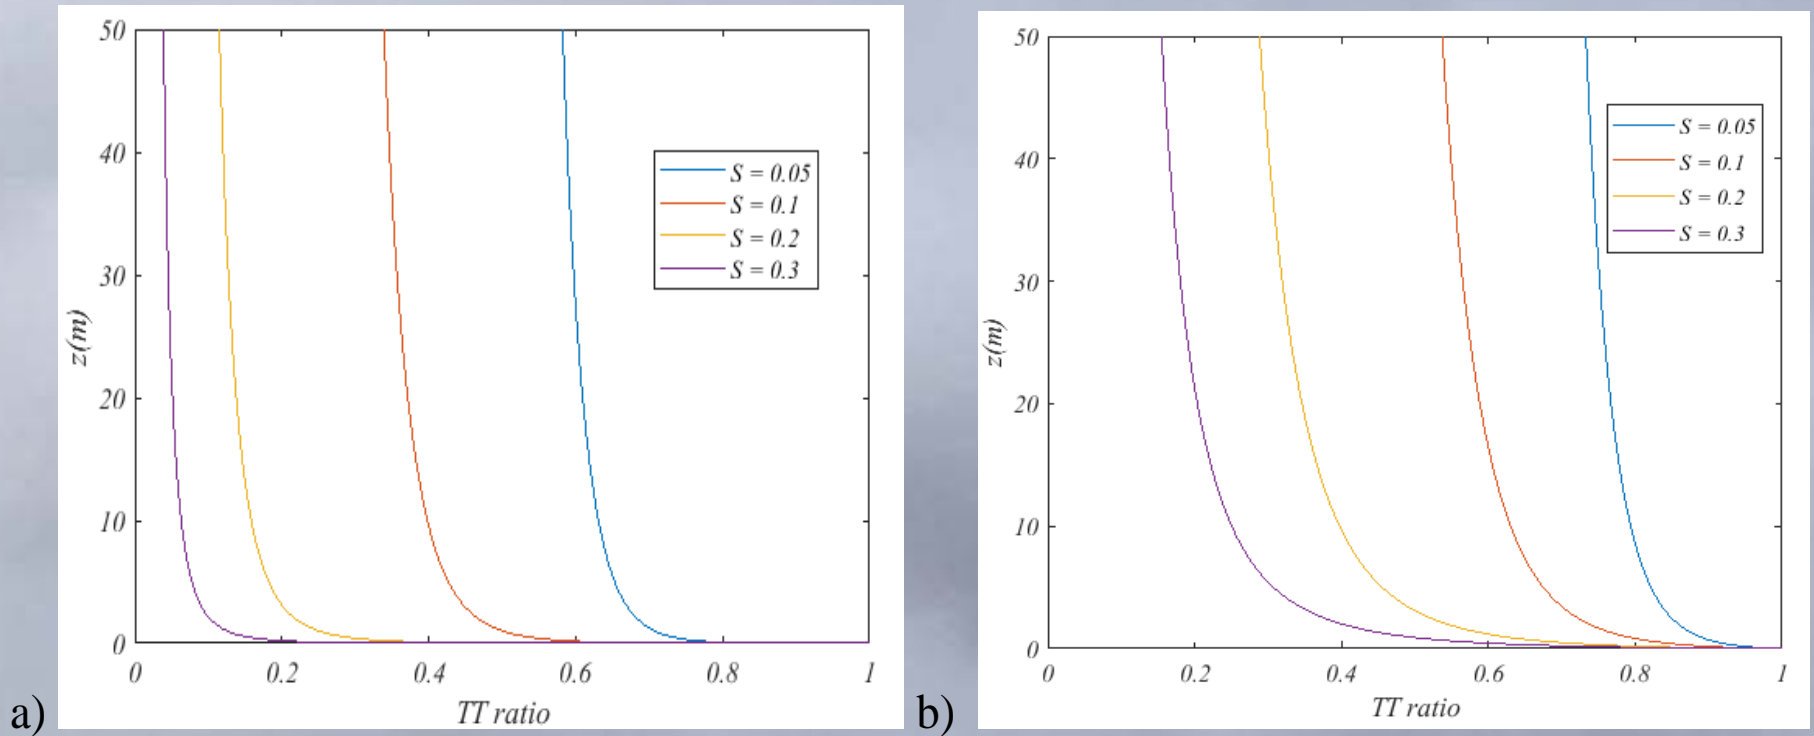 50
40
30
20
10
0
z(m)
0 0.2 0.4 0.6 0.8 1
TT ratio
S = 0.05
S = 0.1
S = 0.2
S = 0.3
a)
50
40
30
20
10
0
z(m)
0 0.2 0.4 0.6 0.8 1
TT ratio
S = 0.05
S = 0.1
S = 0.2
S = 0.3
b)